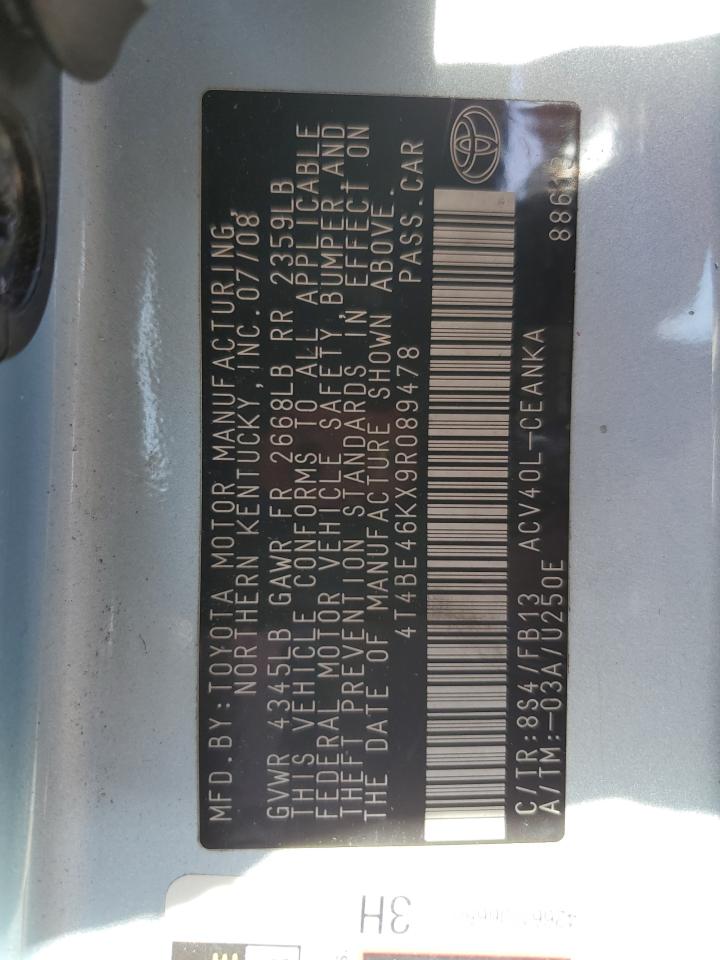 MFD.BY:TOYOTA MOTOR MANUFACTURING,
NORTHERN KENTUCKY,INC.07/08
GVWR 4345LB GAWR FR 2668LB RR 2359LB
THIS VEHICLE CONFORMS TO ALL APPLICABLE
FEDERAL MOTOR VEHICLE SAFETY,BUMPER,AND
THEFT PREVENTION STANDARDS IN EFFECT ON
THE DATE OF MANUFACTURE SHOWN ABOVE.
4T4BE46KX9R089478 PASS.CAR
C/TR:8S4/FB13 ACV40L-CEANKA
A/TM:-03A/U250E
3H